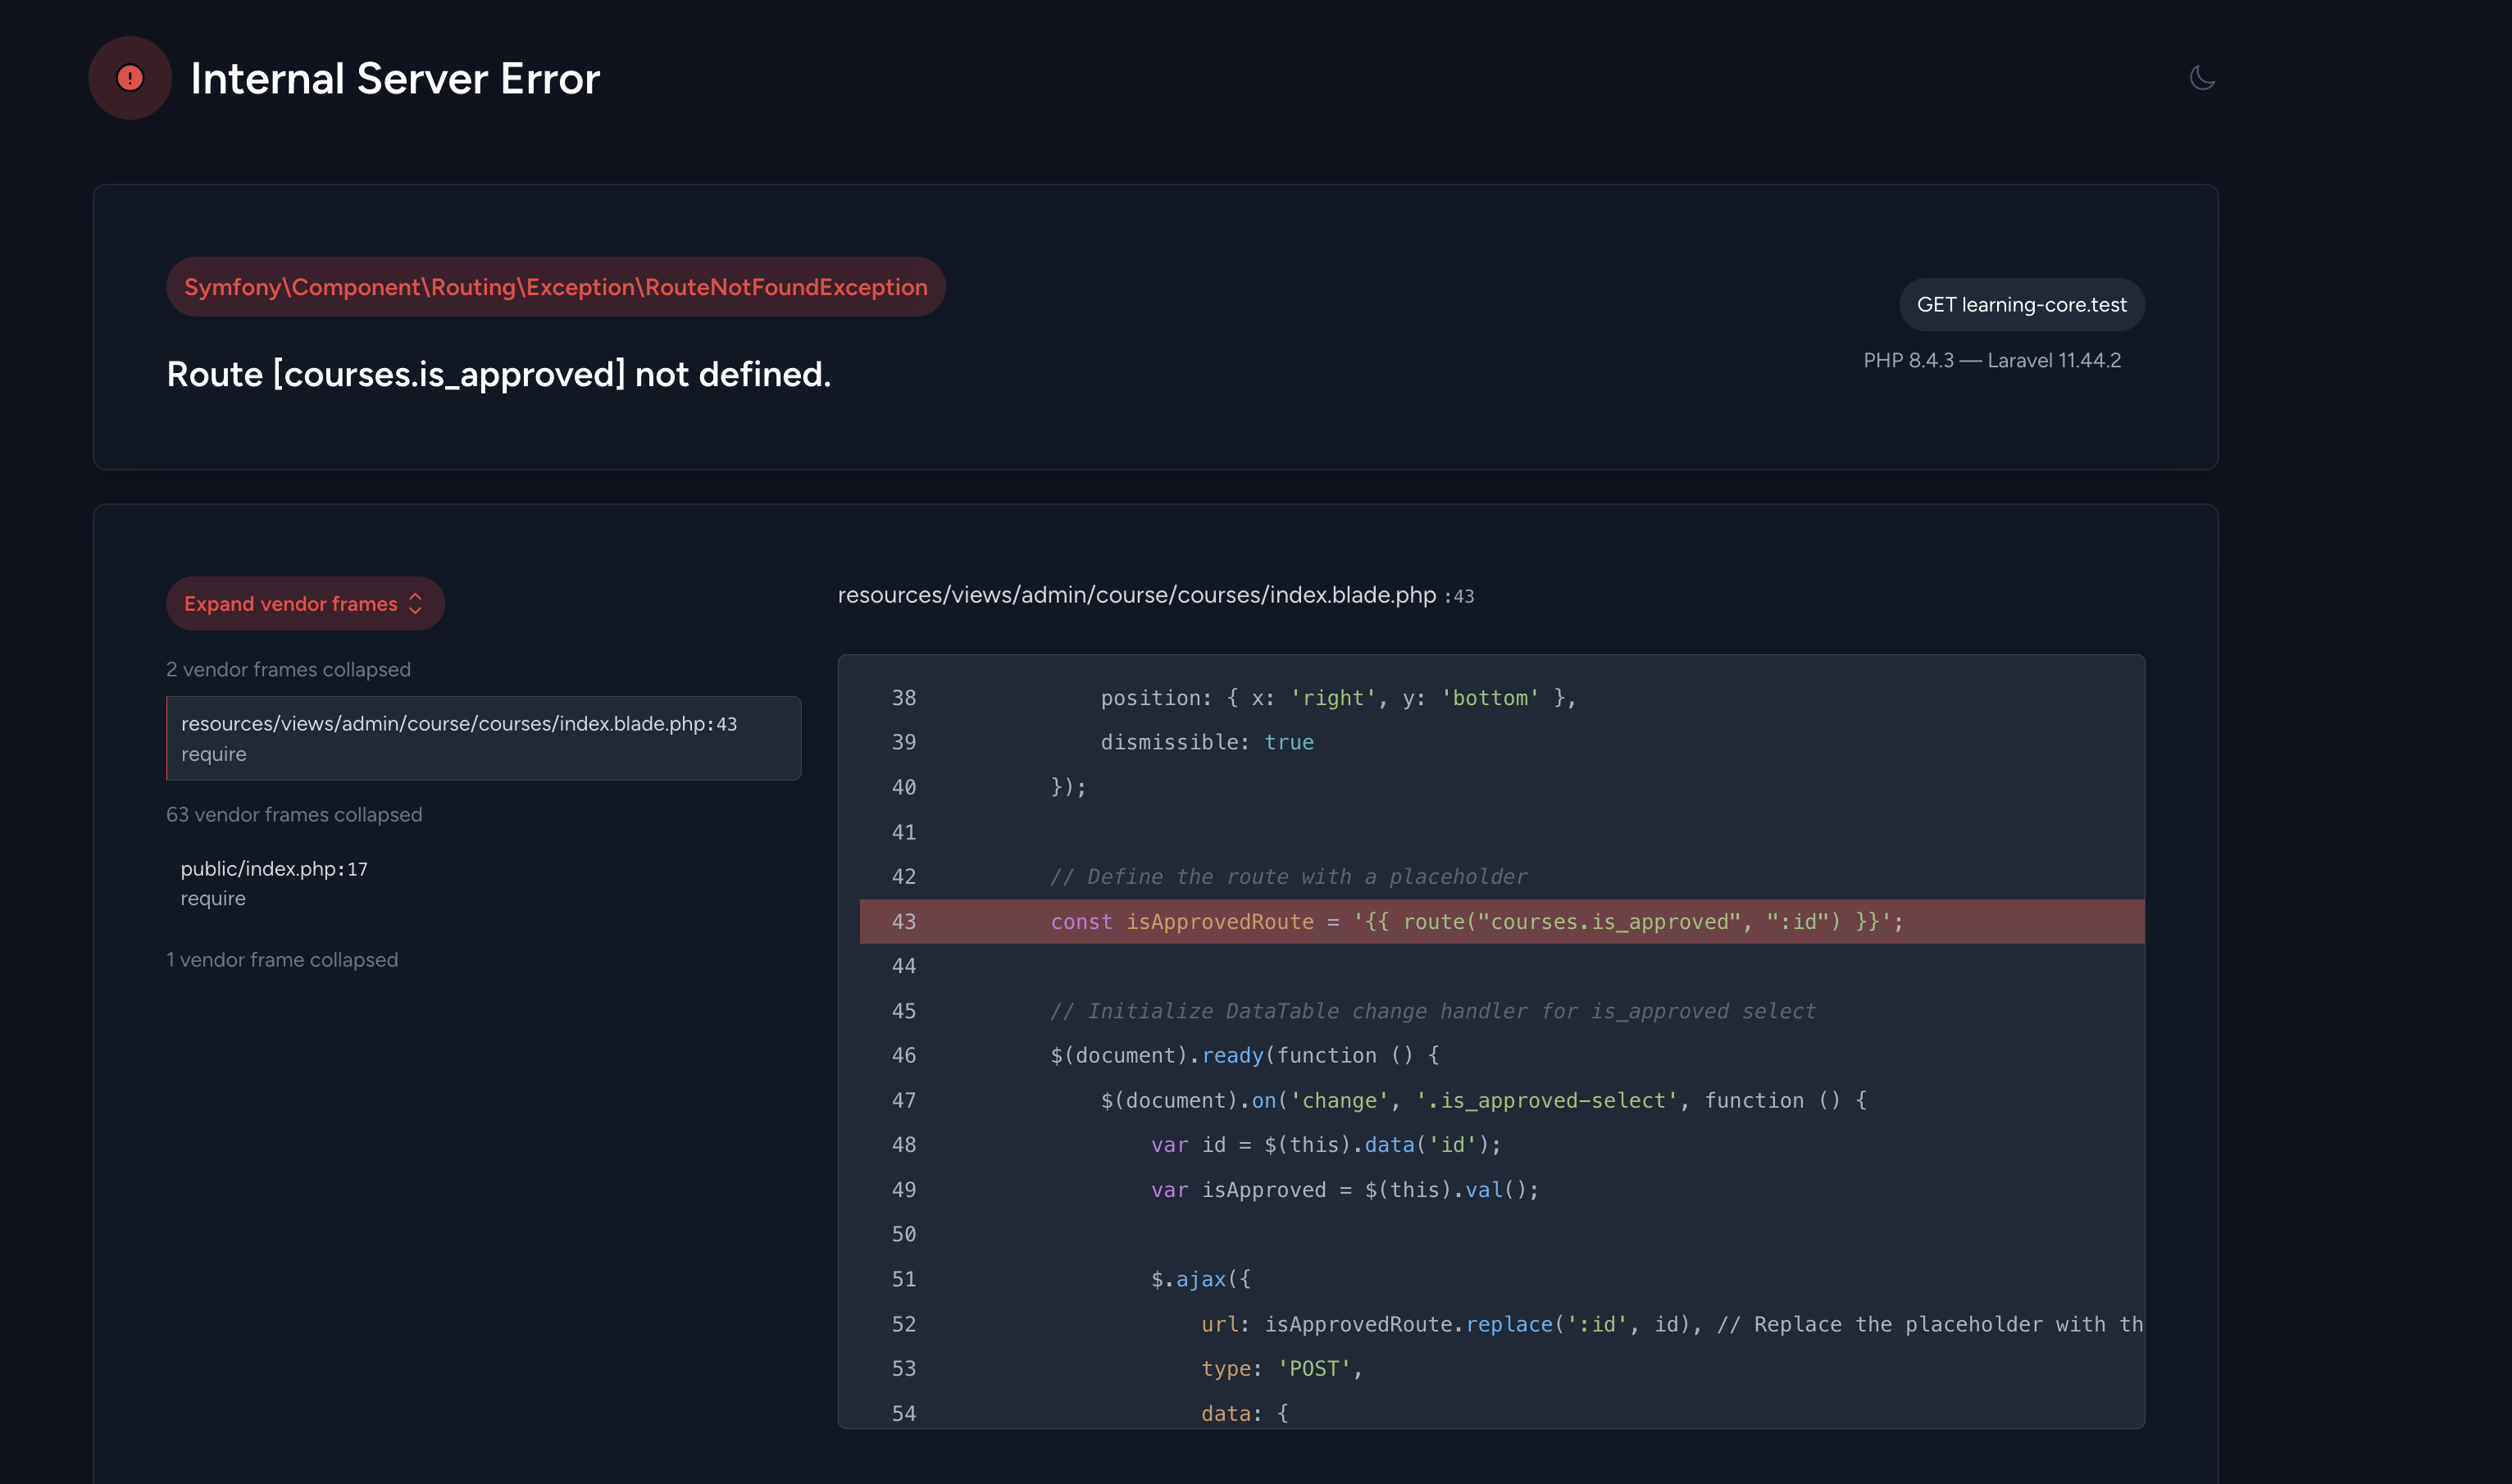 Internal Server Error
Symfony\Component\Routing\Exception\RouteNotFoundException
GET learning-core.test
Route [courses.is_approved] not defined.
PHP 8.4.3 — Laravel 11.44.2
Expand vendor frames
2 vendor frames collapsed
resources/views/admin/course/courses/index.blade.php:43
require
63 vendor frames collapsed
public/index.php:17
require
1 vendor frame collapsed
resources/views/admin/course/courses/index.blade.php :43
38 position: { x: 'right', y: 'bottom' },
39 dismissible: true
40 });
41
42 // Define the route with a placeholder
43 const isApprovedRoute = '{{ route("courses.is_approved", ":id") }}';
44
45 // Initialize DataTable change handler for is_approved select
46 $(document).ready(function () {
47 $(document).on('change', '.is_approved-select', function () {
48 var id = $(this).data('id');
49 var isApproved = $(this).val();
50
51 $.ajax({
52 url: isApprovedRoute.replace(':id', id), // Replace the placeholder with th
53 type: 'POST',
54 data: {